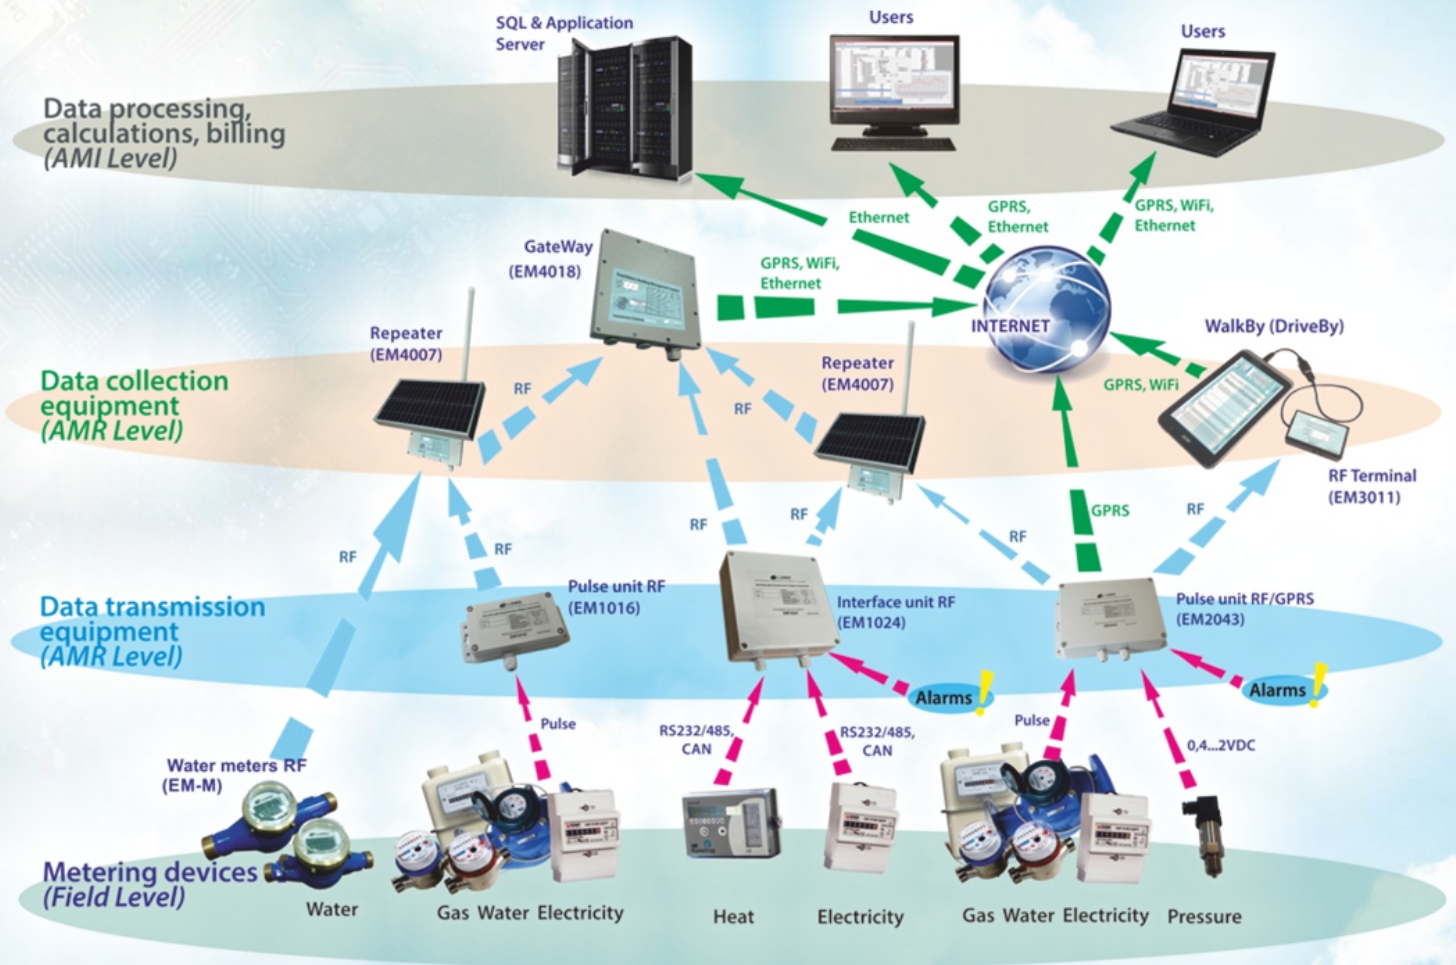 SQL & Application
Server
Users
Users
Data processing,
calculations, billing
(AMI Level)
Ethernet
GPRS,
Ethernet
GPRS, WiFi,
Ethernet
GateWay
(EM4018)
GPRS, WiFi,
Ethernet
INTERNET
WalkBy (DriveBy)
Repeater
(EM4007)
Repeater
(EM4007)
GPRS, WiFi
Data collection
equipment
(AMR Level)
RF
RF
RF Terminal
(EM3011)
RF
RF
RF
RF
RF
GPRS
RF
Data transmission
equipment
(AMR Level)
Pulse unit RF
(EM1016)
Interface unit RF
(EM1024)
Pulse unit RF/GPRS
(EM2043)
Alarms
Alarms
Pulse
RS232/485,
CAN
RS232/485,
CAN
Pulse
0,4...2VDC
Water meters RF
(EM-M)
Metering devices
(Field Level)
Water
Gas Water Electricity
Heat
Electricity
Gas Water Electricity
Pressure